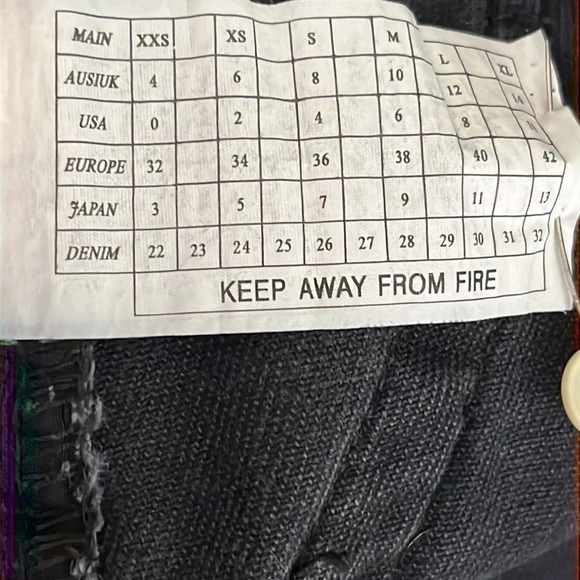 MAIN XXS XS S M L XL
AUSIUK 4 6 8 10 12 14
USA 0 2 4 6 8
EUROPE 32 34 36 38 40 42
JAPAN 3 5 7 9 11 13
DENIM 22 23 24 25 26 27 28 29 30 31 32
KEEP AWAY FROM FIRE